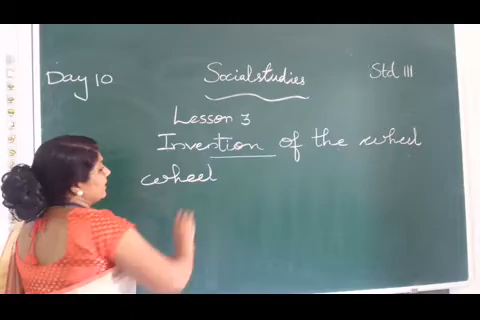 Day 10 Social studies Std III
Lesson 3
Invention of the wheel
wheel